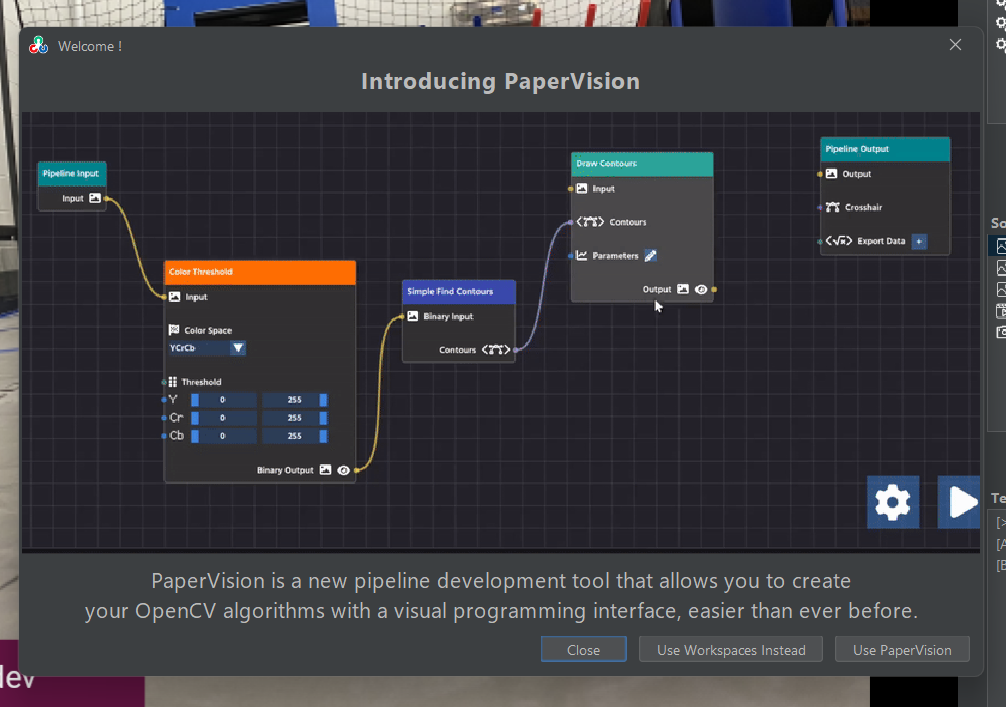 Welcome !
Introducing PaperVision
Pipeline Input
Input
Color Threshold
Input
Color Space
YCrCb
Threshold
Y 0 255
Cr 0 255
Cb 0 255
Binary Output
Simple Find Contours
Binary Input
Contours
Draw Contours
Input
Contours
Parameters
Output
Pipeline Output
Output
Crosshair
Export Data +
PaperVision is a new pipeline development tool that allows you to create
your OpenCV algorithms with a visual programming interface, easier than ever before.
Close
Use Workspaces Instead
Use PaperVision